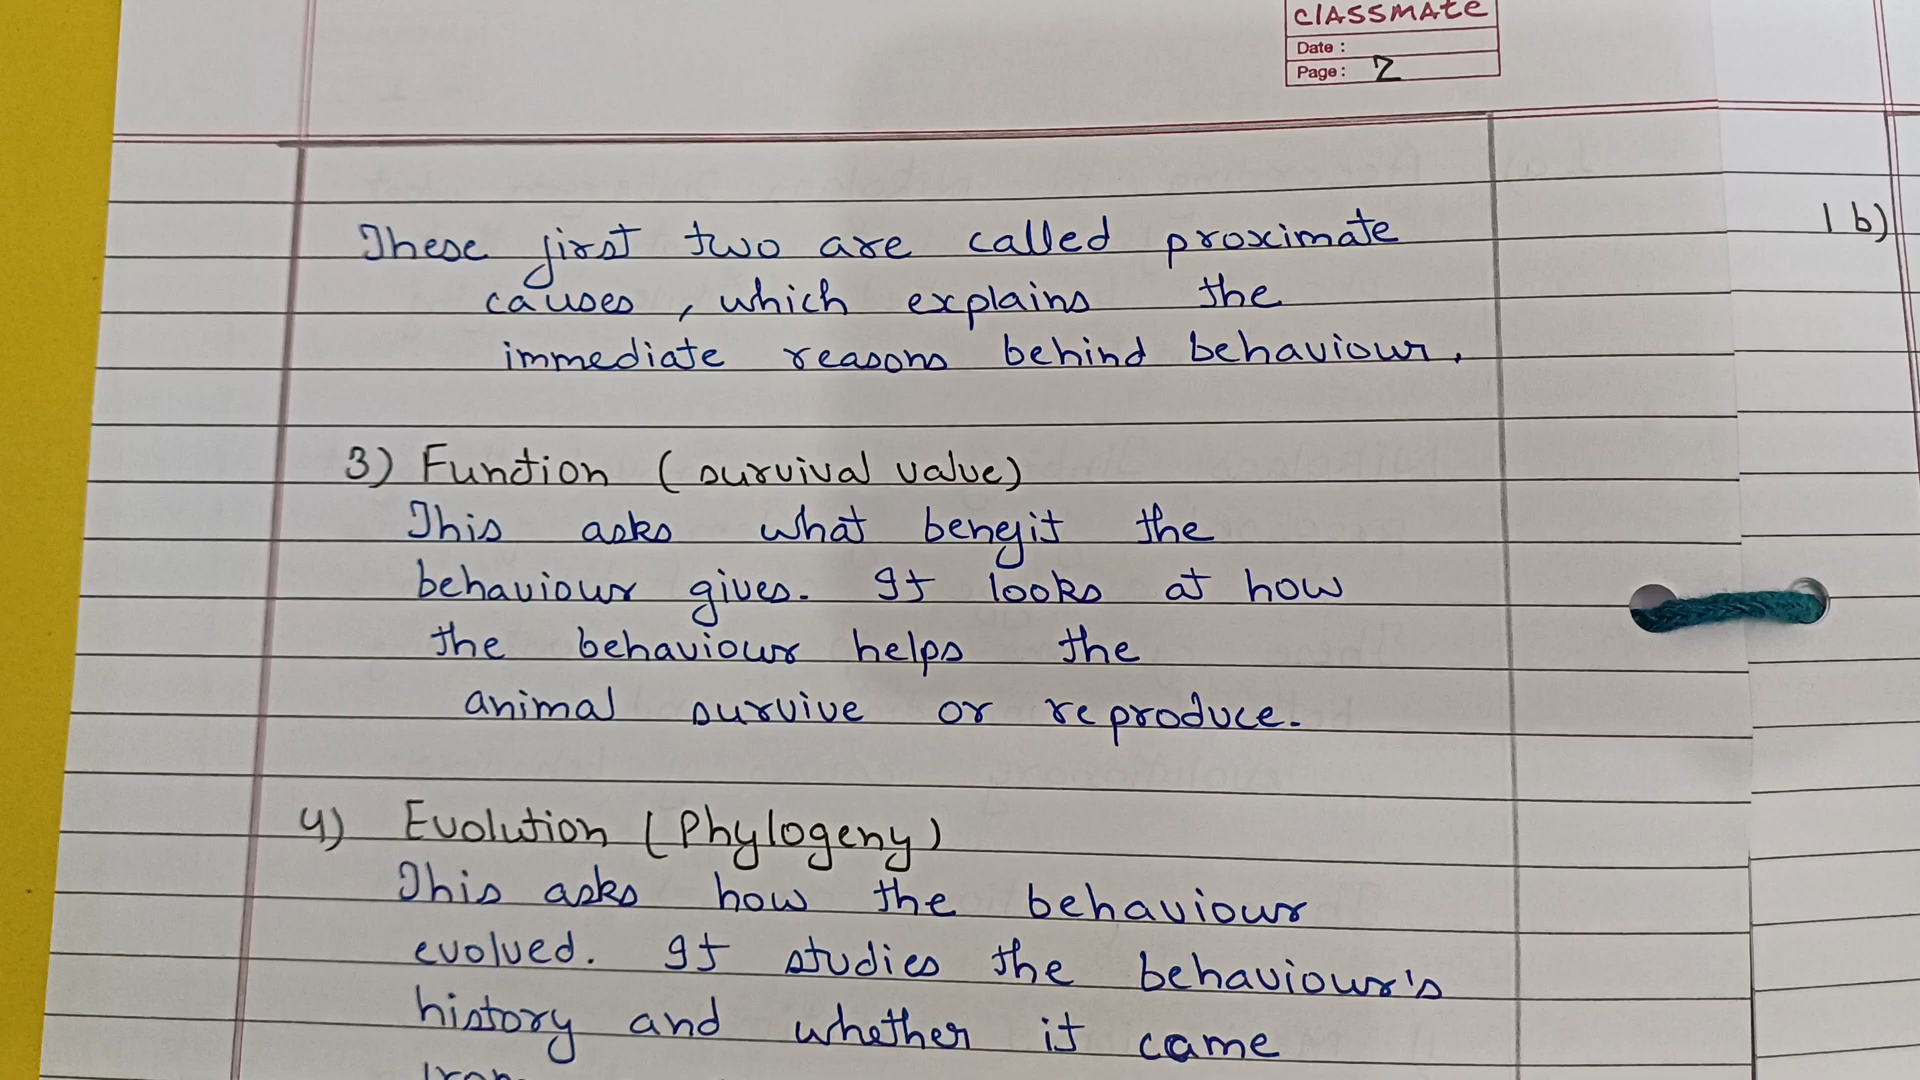 classmate
Date :
Page : 2
1 b)
These first two are called proximate
causes, which explains the
immediate reasons behind behaviour.
3) Function (survival value)
This asks what benefit the
behaviour gives. It looks at how
the behaviour helps the
animal survive or reproduce.
4) Evolution (Phylogeny)
This asks how the behaviour
evolved. It studies the behaviour's
history and whether it came